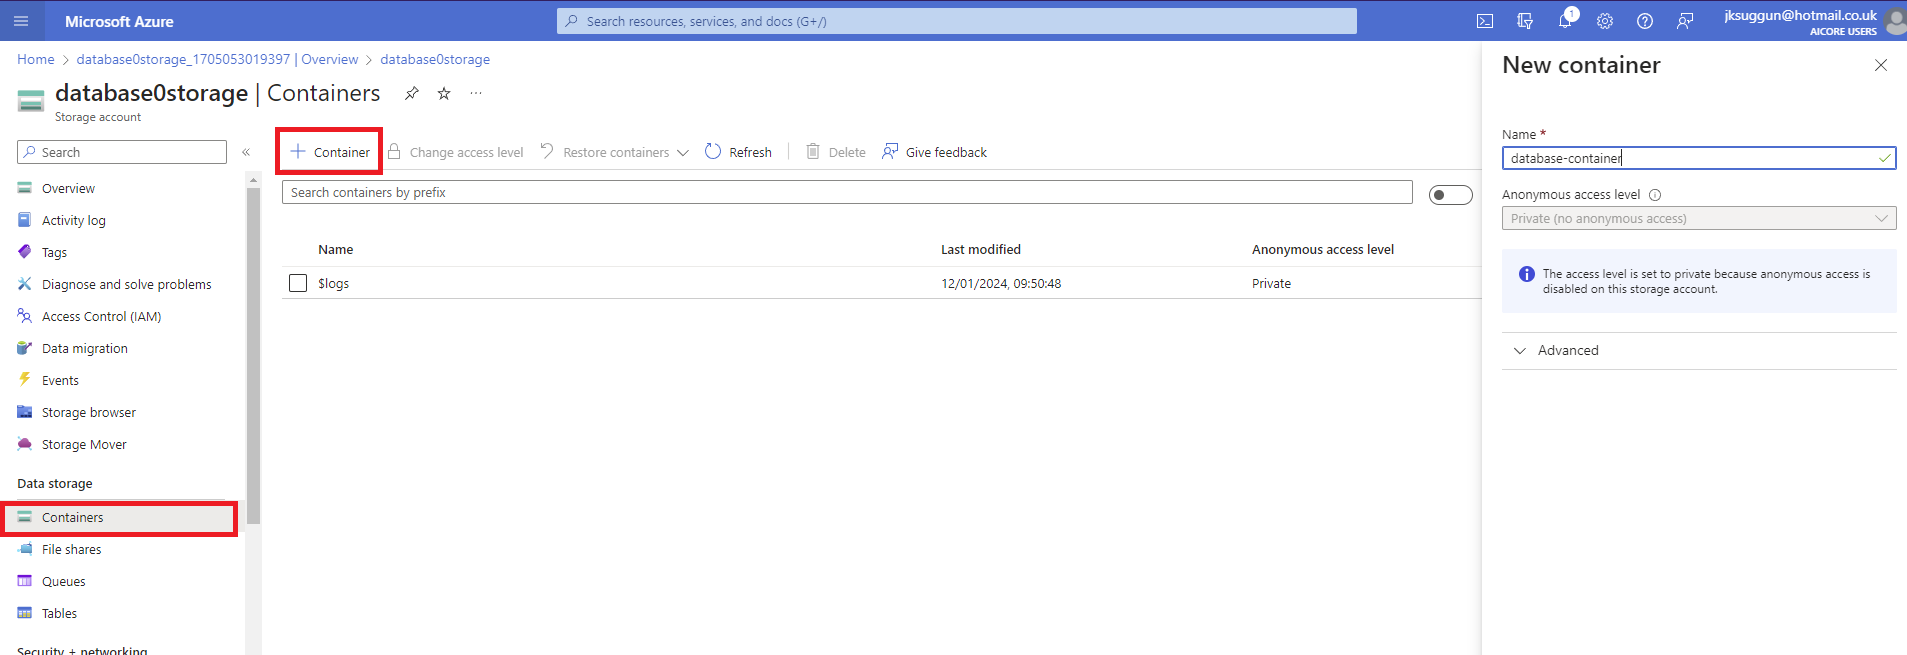 Microsoft Azure
Search resources, services, and docs (G+/)
1
jksuggun@hotmail.co.uk
AICORE USERS
Home > database0storage_1705053019397 | Overview > database0storage
database0storage | Containers
...
Storage account
Search
«
Overview
Activity log
Tags
Diagnose and solve problems
Access Control (IAM)
Data migration
Events
Storage browser
Storage Mover
Data storage
Containers
File shares
Queues
Tables
Security + networking
+ Container
Change access level
Restore containers
Refresh
Delete
Give feedback
Search containers by prefix
Name Last modified Anonymous access level
$logs 12/01/2024, 09:50:48 Private
New container
Name *
database-container
Anonymous access level
Private (no anonymous access)
The access level is set to private because anonymous access is
disabled on this storage account.
Advanced